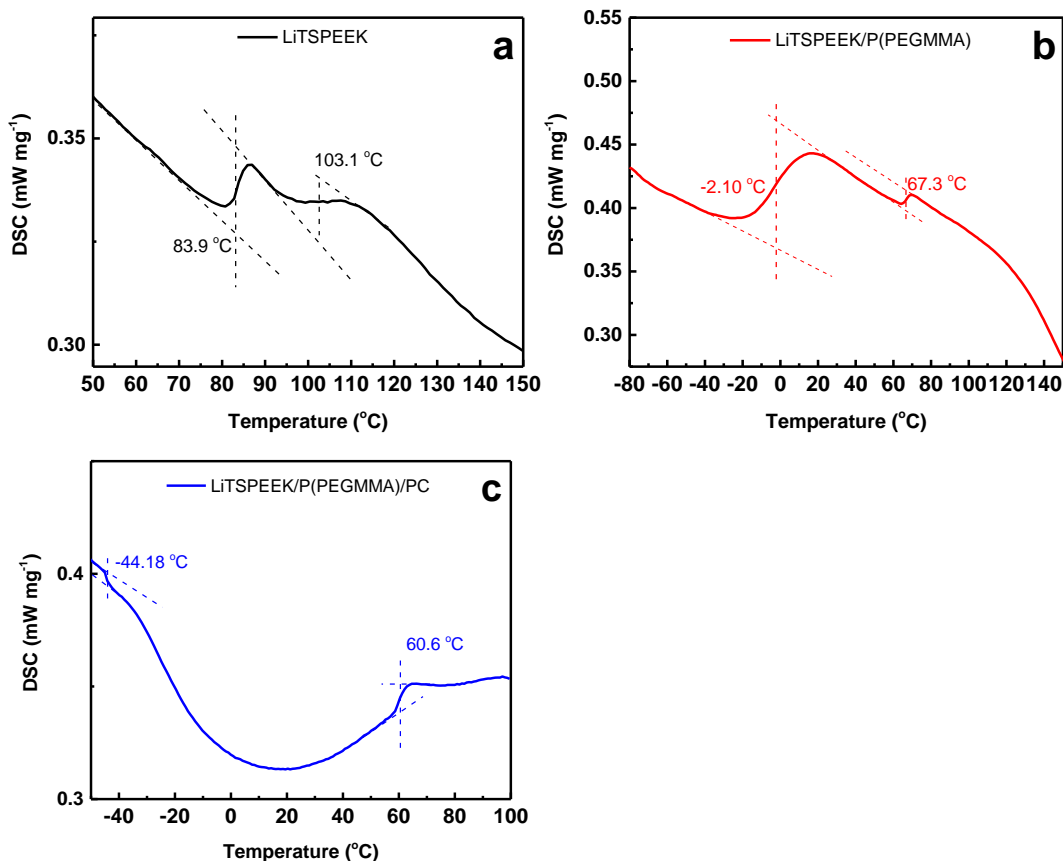 LiTSPEEK
a
0.35
0.30
DSC (mW mg⁻¹)
103.1 °C
83.9 °C
50 60 70 80 90 100 110 120 130 140 150
Temperature (°C)
LiTSPEEK/P(PEGMMA)
b
0.55
0.50
0.45
0.40
0.35
0.30
DSC (mW mg⁻¹)
-2.10 °C
67.3 °C
-80 -60 -40 -20 0 20 40 60 80 100 120 140
Temperature (°C)
LiTSPEEK/P(PEGMMA)/PC
c
0.4
0.3
DSC (mW mg⁻¹)
-44.18 °C
60.6 °C
-40 -20 0 20 40 60 80 100
Temperature (°C)